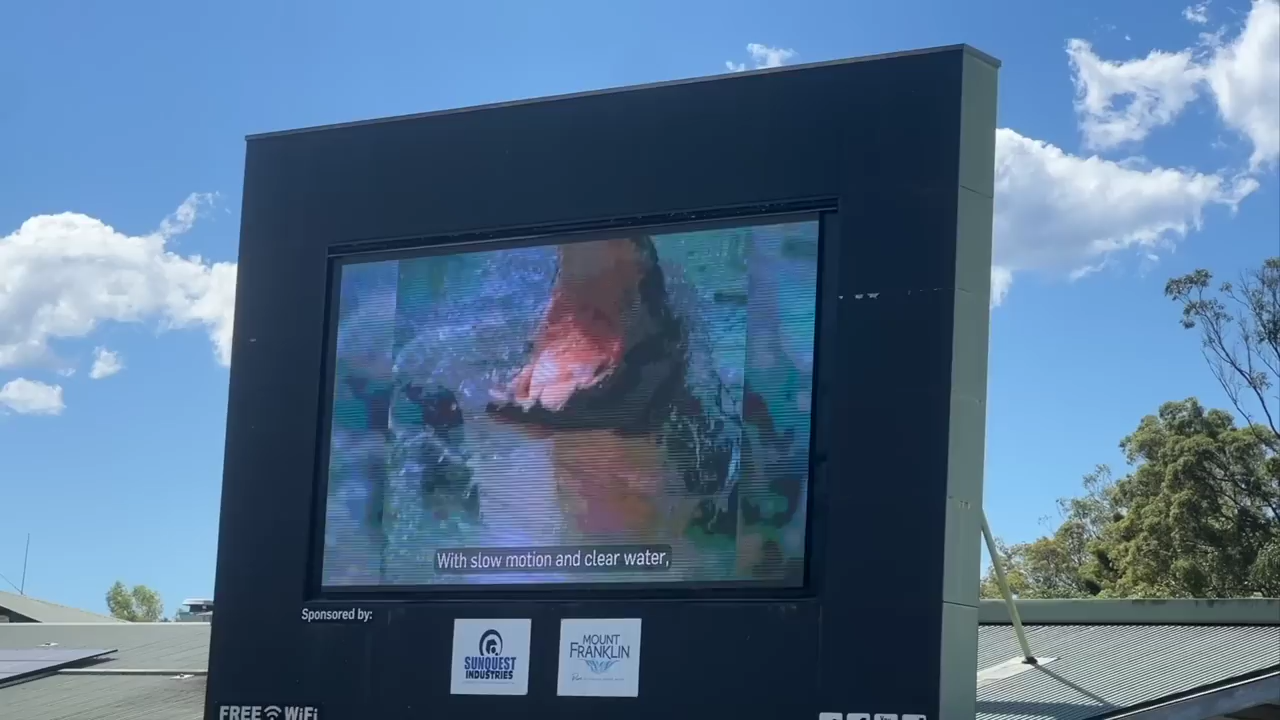 With slow motion and clear water,
Sponsored by:
SUNQUEST
INDUSTRIES
MOUNT
FRANKLIN
FREE WiFi